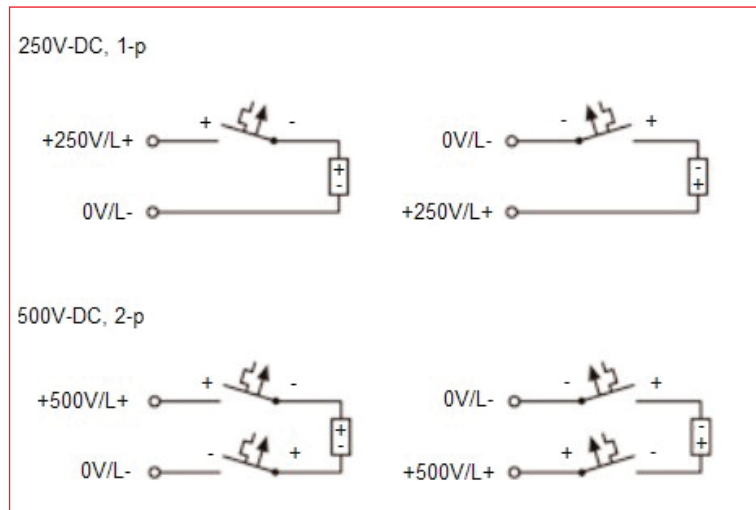 250V-DC, 1-p
+ -
+250V/L+
+
-
0V/L-
- +
0V/L-
-
+
+250V/L+
500V-DC, 2-p
+ -
+500V/L+
+
-
- +
0V/L-
- +
0V/L-
-
+
+ -
+500V/L+